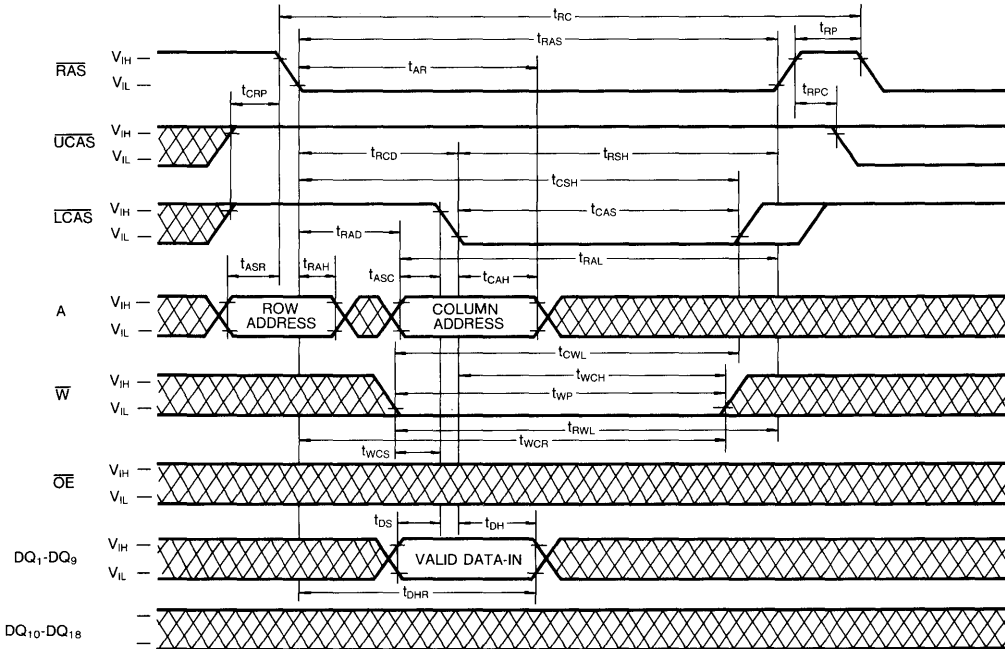 tRC
tRAS
tRP
tAR
RAS
VIH
VIL
tCRP
tRPC
UCAS
VIH
VIL
tRCD
tRSH
tCSH
LCAS
VIH
VIL
tCAS
tRAD
tRAL
tASR
tRAH
tASC
tCAH
A
VIH
VIL
ROW
ADDRESS
COLUMN
ADDRESS
tCWL
W
VIH
VIL
tWCH
tWP
tRWL
tWCR
tWCS
OE
VIH
VIL
tDS
tDH
DQ1-DQ9
VIH
VIL
VALID DATA-IN
tDHR
DQ10-DQ18